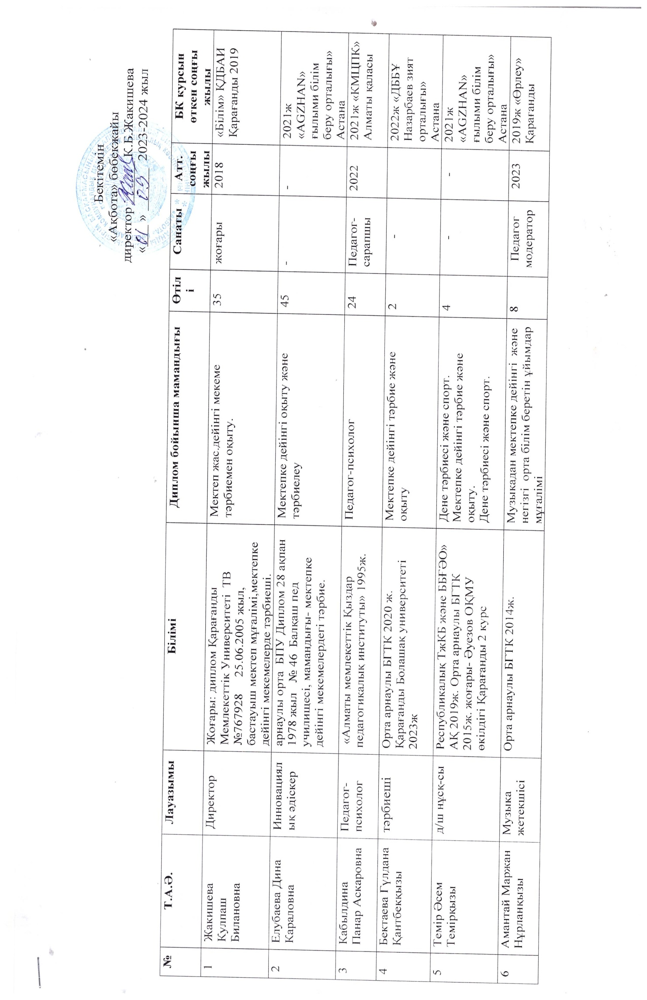 Бекітемін
«Ақбота» бөбекжайы
директор К.Б.Жакишева
«01» 09 2023-2024 жыл
№ Т.А.Ә. Лауазымы Білімі Диплом бойынша мамандығы Өтіл Санаты Атт. БК курсын
і соңғы өткен соңғы
жылы жылы
1 Жакишева Директор Жоғары: диплом Қарағанды Мектеп жас.дейінгі мекеме 35 жоғары 2018 «Білім» ҚДБАИ
Кулпаш Мемлекеттік Университеті ТВ тәрбиемен оқыту. Қарағанды 2019
Билановна №767928 25.06.2005 жыл,
бастауыш мектеп мұғалімі,мектепке
дейінгі мекемелерде тәрбиеші.
2 Елубаева Дина Инновациял арнаулы орта БПУ Диплом 28 ақпан Мектепке дейінгі оқыту және 45 - - 2021ж
Караловна ық әдіскер 1978 жыл № 46 Балқаш пед тәрбиелеу «AGZHAN»
училищесі, мамандығы- мектепке ғылыми білім
дейінгі мекемелердегі тәрбие. беру орталығы»
Астана
3 Кабылдина Педагог- «Алматы мемлекеттік Қыздар Педагог-психолог 24 Педагог- 2022 2021ж «КМЦПК»
Панар Аскаровна психолог педагогикалық институты» 1995ж. сарапшы Алматы қаласы
4 Бектаева Гүлдана тәрбиеші Орта арнаулы БГТК 2020 ж. Мектепке дейінгі тәрбие және 2 - 2022ж «ДББҰ
Қантбекқызы Қарағанды Болашақ университеті оқыту Назарбаев зият
2023ж орталығы»
Астана
5 Темір Әсем д/ш нұсқ-сы Республикалық ТжКБ және ББҒӘО» Дене тәрбиесі және спорт. 4 - - 2021ж
Темірқызы АҚ 2019ж. Орта арнаулы БГТК Мектепке дейінгі тәрбие және «AGZHAN»
2015ж. жоғары- Әуезов ОҚМУ оқыту. ғылыми білім
өкілдігі Қарағанды 2 курс Дене тәрбиесі және спорт. беру орталығы»
Астана
6 Амантай Маржан Музыка Орта арнаулы БГТК 2014ж. Музыкадан мектепке дейінгі және 8 Педагог 2023 2019ж «Өрлеу»
Нұрланқызы жетекшісі негізгі орта білім беретін ұйымдар модератор Қарағанды
мұғалімі